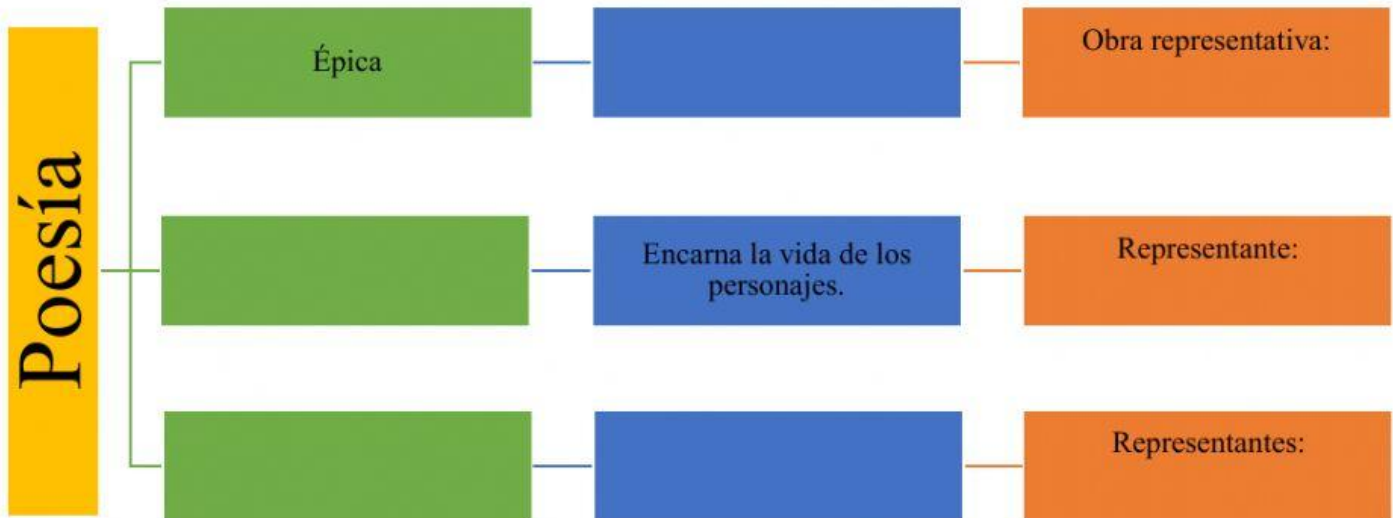 Poesía
Épica
Obra representativa:
Encarna la vida de los
personajes.
Representante:
Representantes: